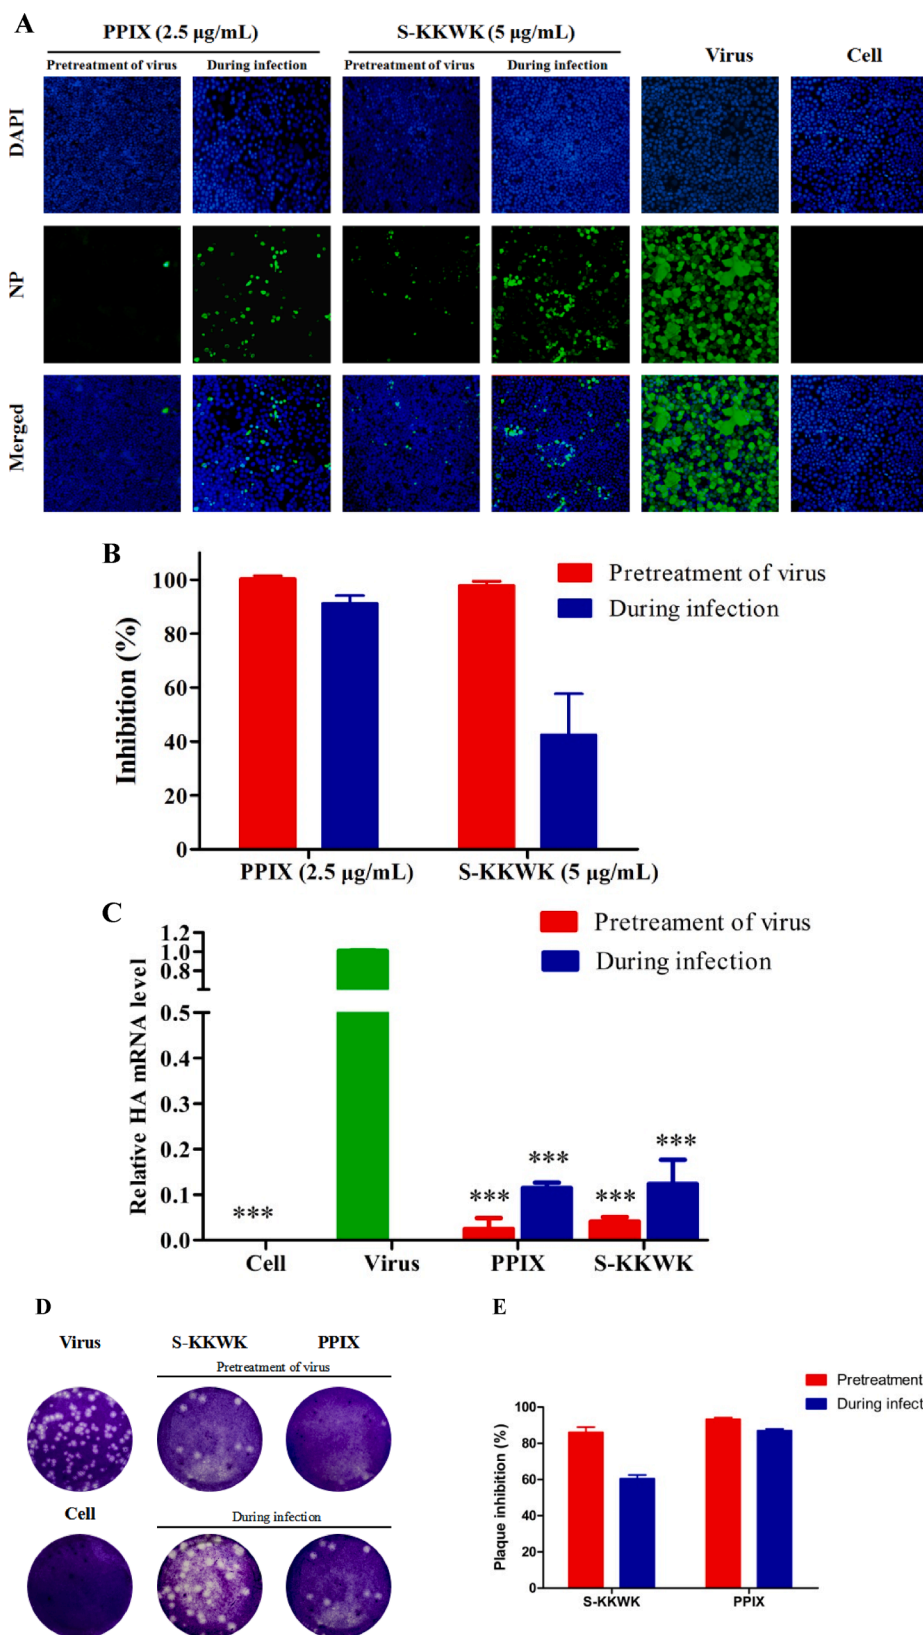 A
PPIX (2.5 μg/mL)
S-KKWK (5 μg/mL)
Pretreatment of virus
During infection
Pretreatment of virus
During infection
Virus
Cell
DAPI
NP
Merged
B
Pretreatment of virus
During infection
Inhibition (%)
100
80
60
40
20
0
PPIX (2.5 μg/mL)
S-KKWK (5 μg/mL)
C
Pretreament of virus
During infection
Relative HA mRNA level
1.2
1.0
0.8
0.5
0.4
0.3
0.2
0.1
0.0
***
***
***
***
***
Cell
Virus
PPIX
S-KKWK
D
Virus
S-KKWK
PPIX
Pretreatment of virus
Cell
During infection
E
Pretreatment
During infect
Plaque inhibition (%)
100
80
60
40
20
0
S-KKWK
PPIX